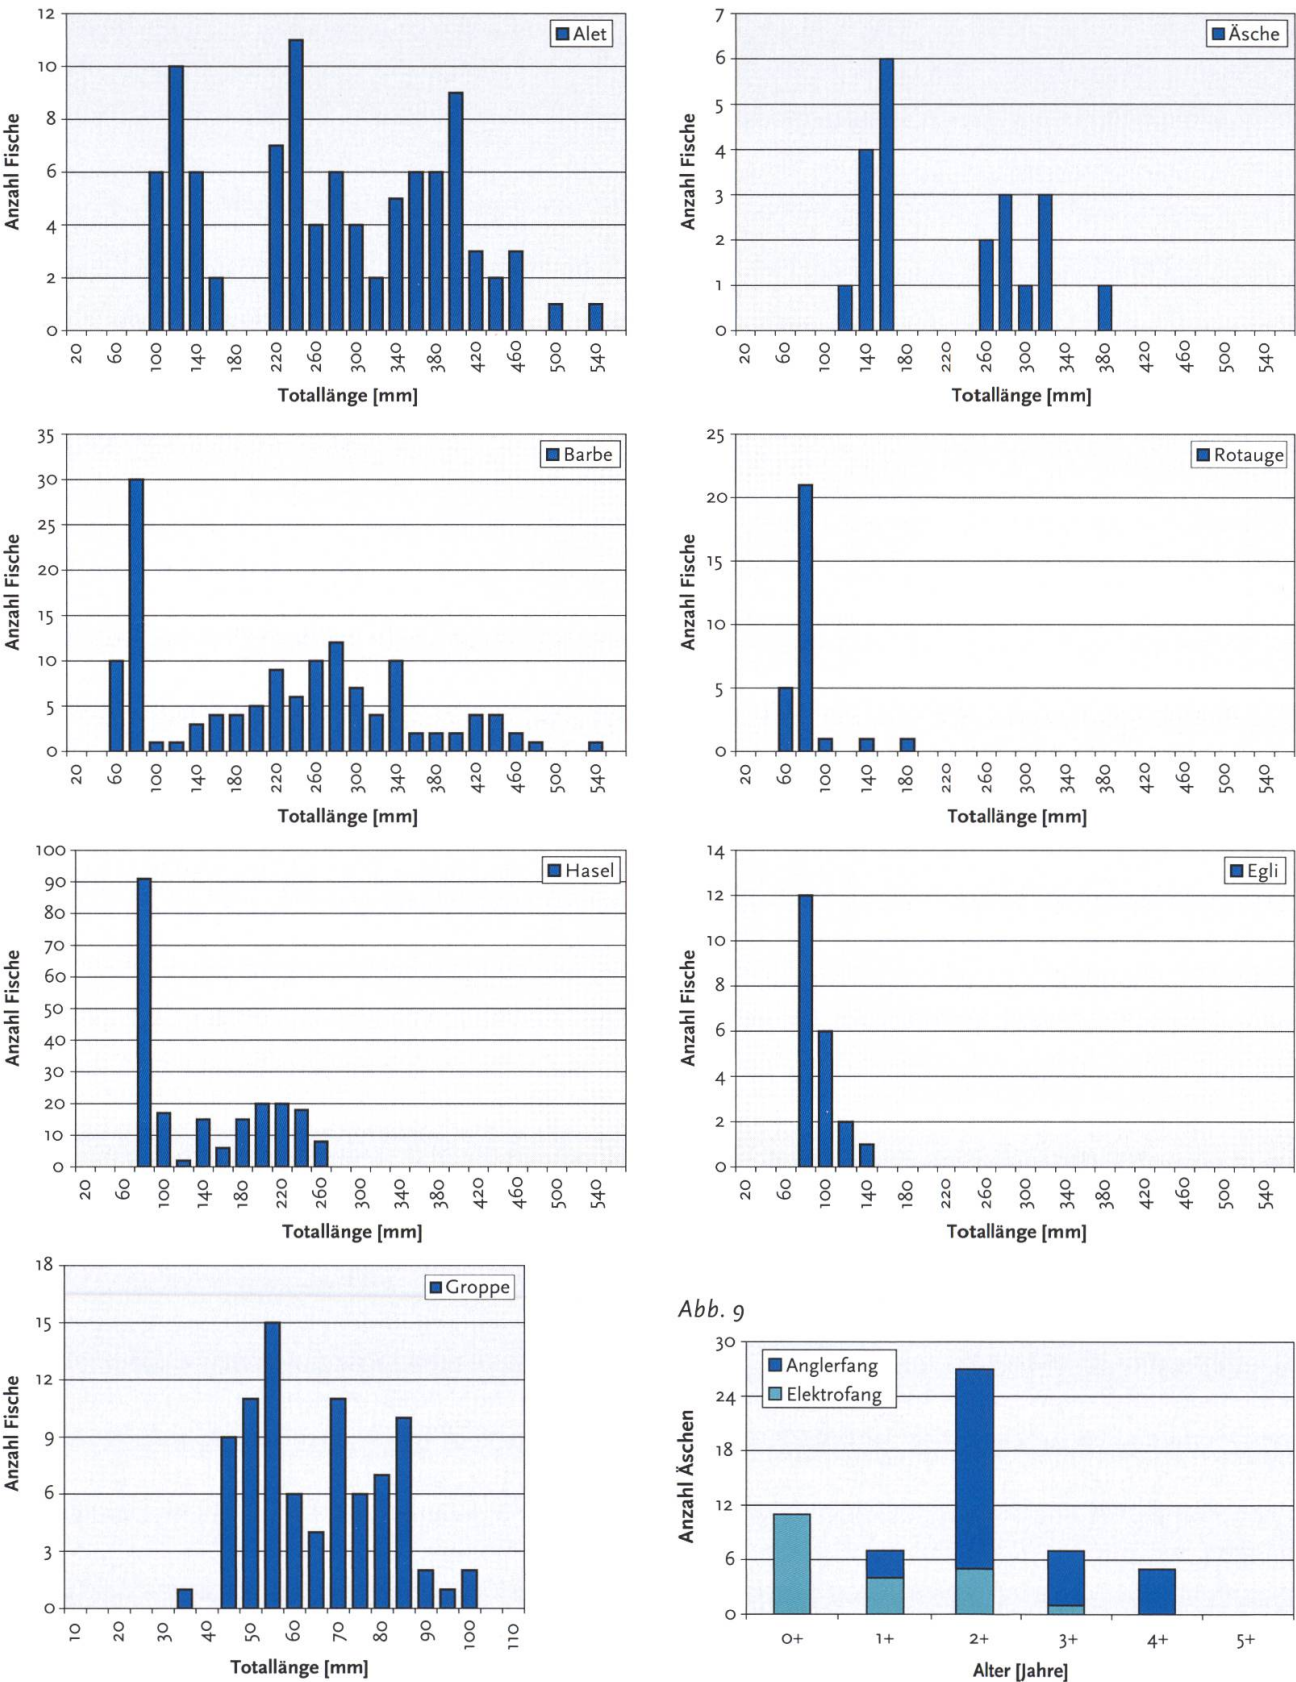 12
10
8
6
4
2
0
Anzahl Fische
Alet
20 60 100 140 180 220 260 300 340 380 420 460 500 540
Totallänge [mm]
7
6
5
4
3
2
1
0
Anzahl Fische
Äsche
20 60 100 140 180 220 260 300 340 380 420 460 500 540
Totallänge [mm]
35
30
25
20
15
10
5
0
Anzahl Fische
Barbe
20 60 100 140 180 220 260 300 340 380 420 460 500 540
Totallänge [mm]
25
20
15
10
5
0
Anzahl Fische
Rotauge
20 60 100 140 180 220 260 300 340 380 420 460 500 540
Totallänge [mm]
100
90
80
70
60
50
40
30
20
10
0
Anzahl Fische
Hasel
20 60 100 140 180 220 260 300 340 380 420 460 500 540
Totallänge [mm]
14
12
10
8
6
4
2
0
Anzahl Fische
Egli
20 60 100 140 180 220 260 300 340 380 420 460 500 540
Totallänge [mm]
18
15
12
9
6
3
0
Anzahl Fische
Groppe
10 20 30 40 50 60 70 80 90 100 110
Totallänge [mm]
Abb. 9
30
24
18
12
6
0
Anzahl Äschen
Anglerfang
Elektrofang
0+ 1+ 2+ 3+ 4+ 5+
Alter [Jahre]